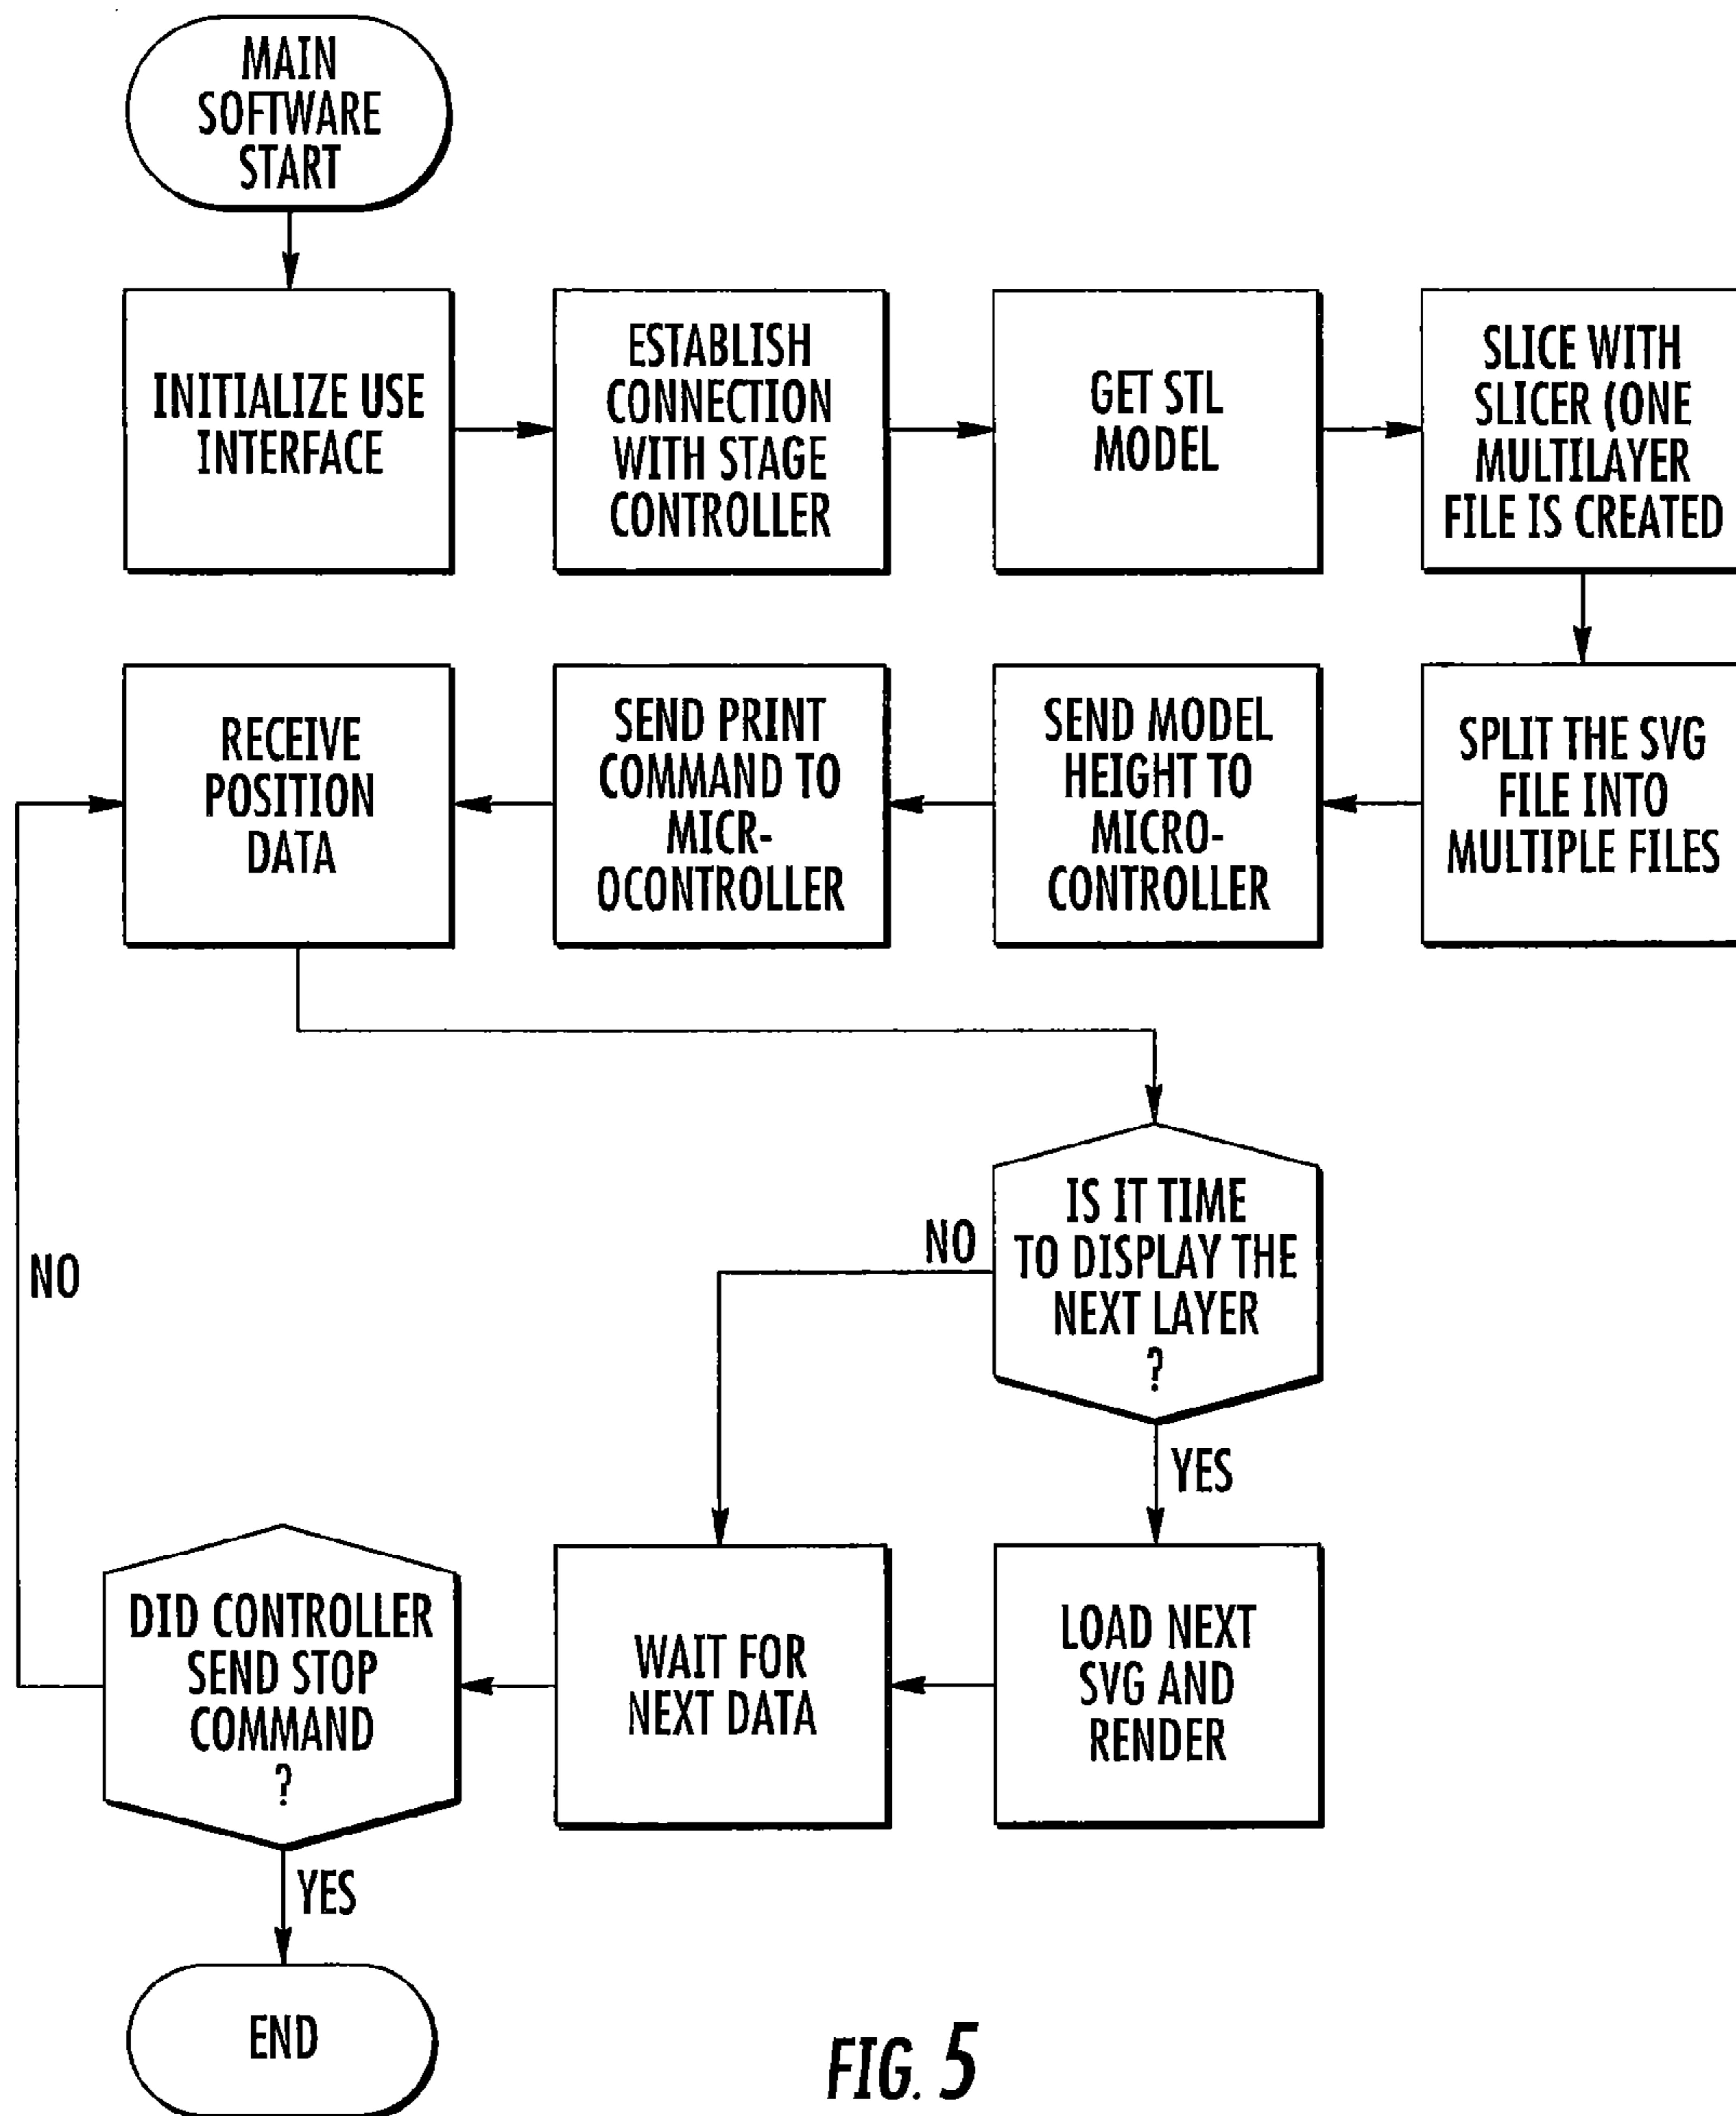 MAIN
SOFTWARE
START
INITIALIZE USE
INTERFACE
ESTABLISH
CONNECTION
WITH STAGE
CONTROLLER
GET STL
MODEL
SLICE WITH
SLICER (ONE
MULTILAYER
FILE IS CREATED
SPLIT THE SVG
FILE INTO
MULTIPLE FILES
SEND MODEL
HEIGHT TO
MICRO-
CONTROLLER
SEND PRINT
COMMAND TO
MICR-
OCONTROLLER
RECEIVE
POSITION
DATA
IS IT TIME
TO DISPLAY THE
NEXT LAYER
?
NO
YES
LOAD NEXT
SVG AND
RENDER
WAIT FOR
NEXT DATA
DID CONTROLLER
SEND STOP
COMMAND
?
NO
YES
END
FIG. 5